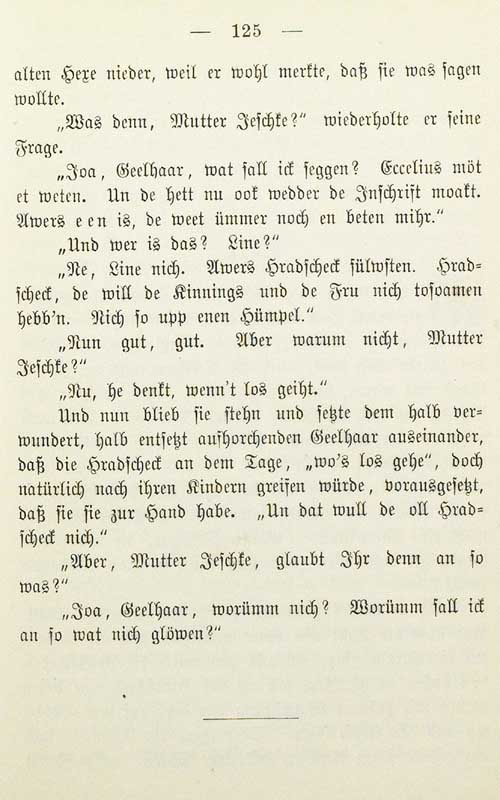 — 125 —
alten Hexe nieder, weil er wohl merkte, daß sie was sagen
wollte.
„Was denn, Mutter Jeschke?“ wiederholte er seine
Frage.
„Joa, Geelhaar, wat sall ick seggen? Eccelius möt
et weten. Un de hett nu ook wedder de Inschrift moakt.
Awers een is, de weet ümmer noch en beten mihr.“
„Und wer is das? Line?“
„Ne, Line nich. Awers Hradscheck sülwsten. Hrad-
scheck, de will de Kinnings und de Fru nich tosoamen
hebb'n. Nich so upp enen Hümpel.“
„Nun gut, gut. Aber warum nicht, Mutter
Jeschke?“
„Nu, he denkt, wenn't los geiht.“
Und nun blieb sie stehn und setzte dem halb ver-
wundert, halb entsetzt aufhorchenden Geelhaar auseinander,
daß die Hradscheck an dem Tage, „wo's los gehe“, doch
natürlich nach ihren Kindern greifen würde, vorausgesetzt,
daß sie sie zur Hand habe. „Un dat wull de oll Hrad-
scheck nich.“
„Aber, Mutter Jeschke, glaubt Ihr denn an so
was?“
„Joa, Geelhaar, worümm nich? Worümm sall ick
an so wat nich glöwen?“